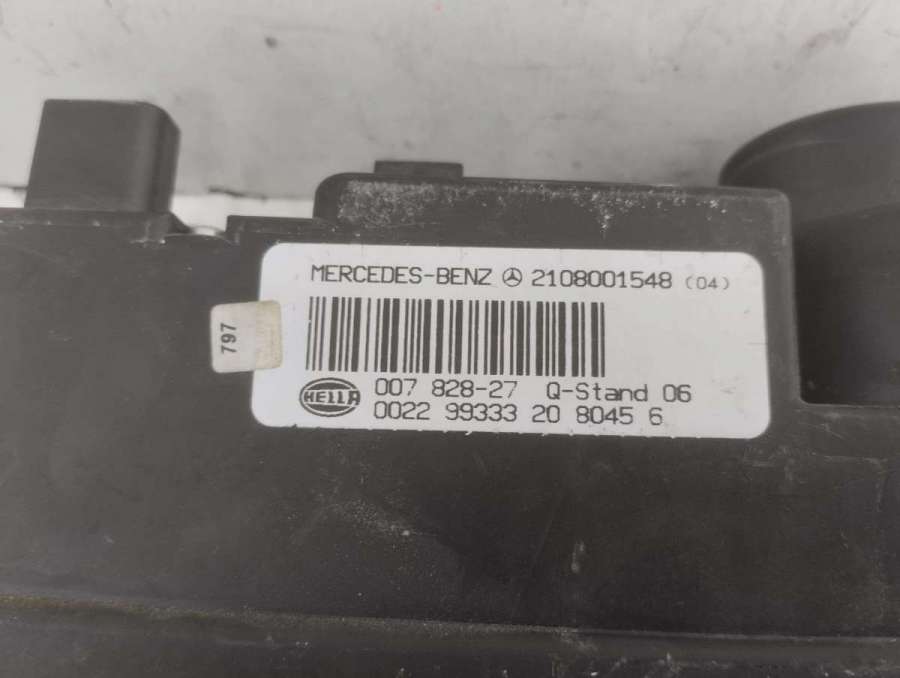 MERCEDES-BENZ 2108001548 (04)
797
HELLA 007 828-27 Q-Stand 06
0022 99333 20 8045 6